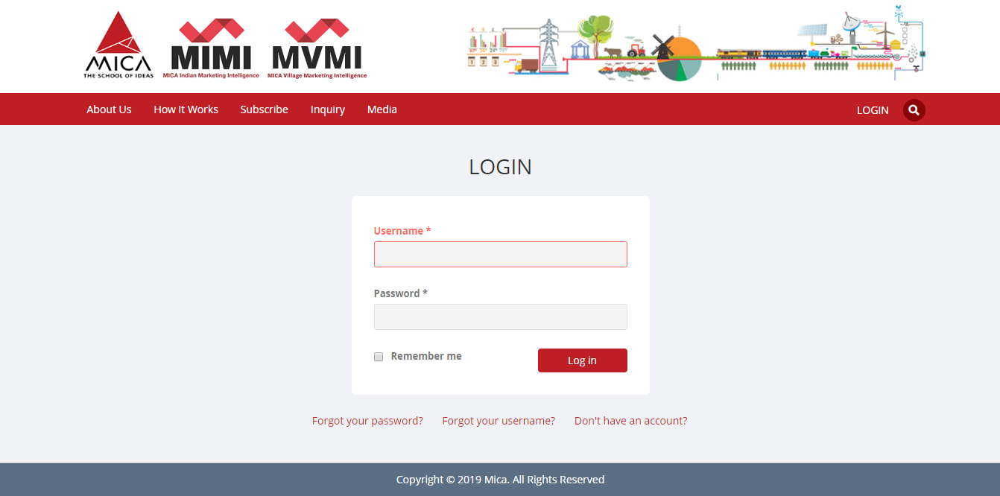 MICA
THE SCHOOL OF IDEAS
MIMI
MICA Indian Marketing Intelligence
MVMI
MICA Village Marketing Intelligence
1 2 3
About Us How It Works Subscribe Inquiry Media LOGIN
LOGIN
Username *
Password *
Remember me
Log in
Forgot your password? Forgot your username? Don't have an account?
Copyright © 2019 Mica. All Rights Reserved